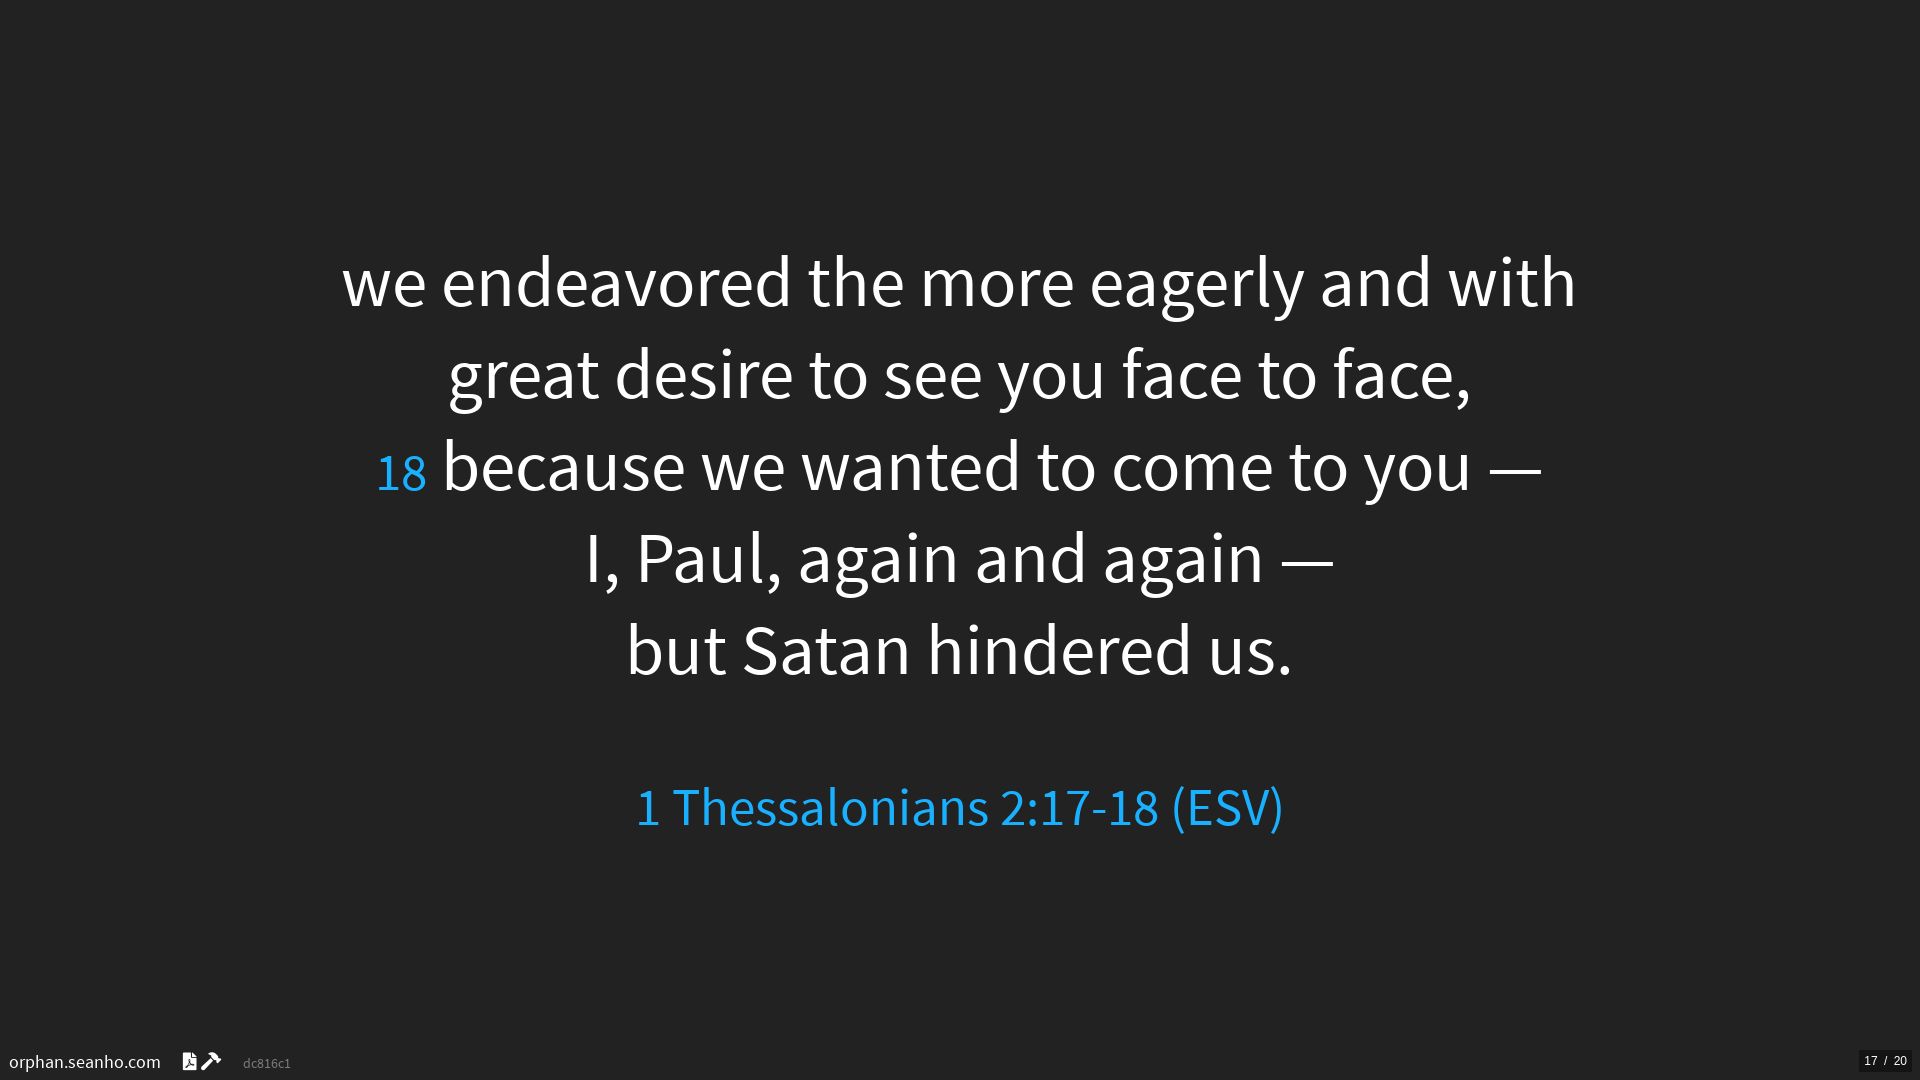 we endeavored the more eagerly and with
great desire to see you face to face,
18 because we wanted to come to you —
I, Paul, again and again —
but Satan hindered us.
1 Thessalonians 2:17-18 (ESV)
orphan.seanho.com dc816c1
17 / 20